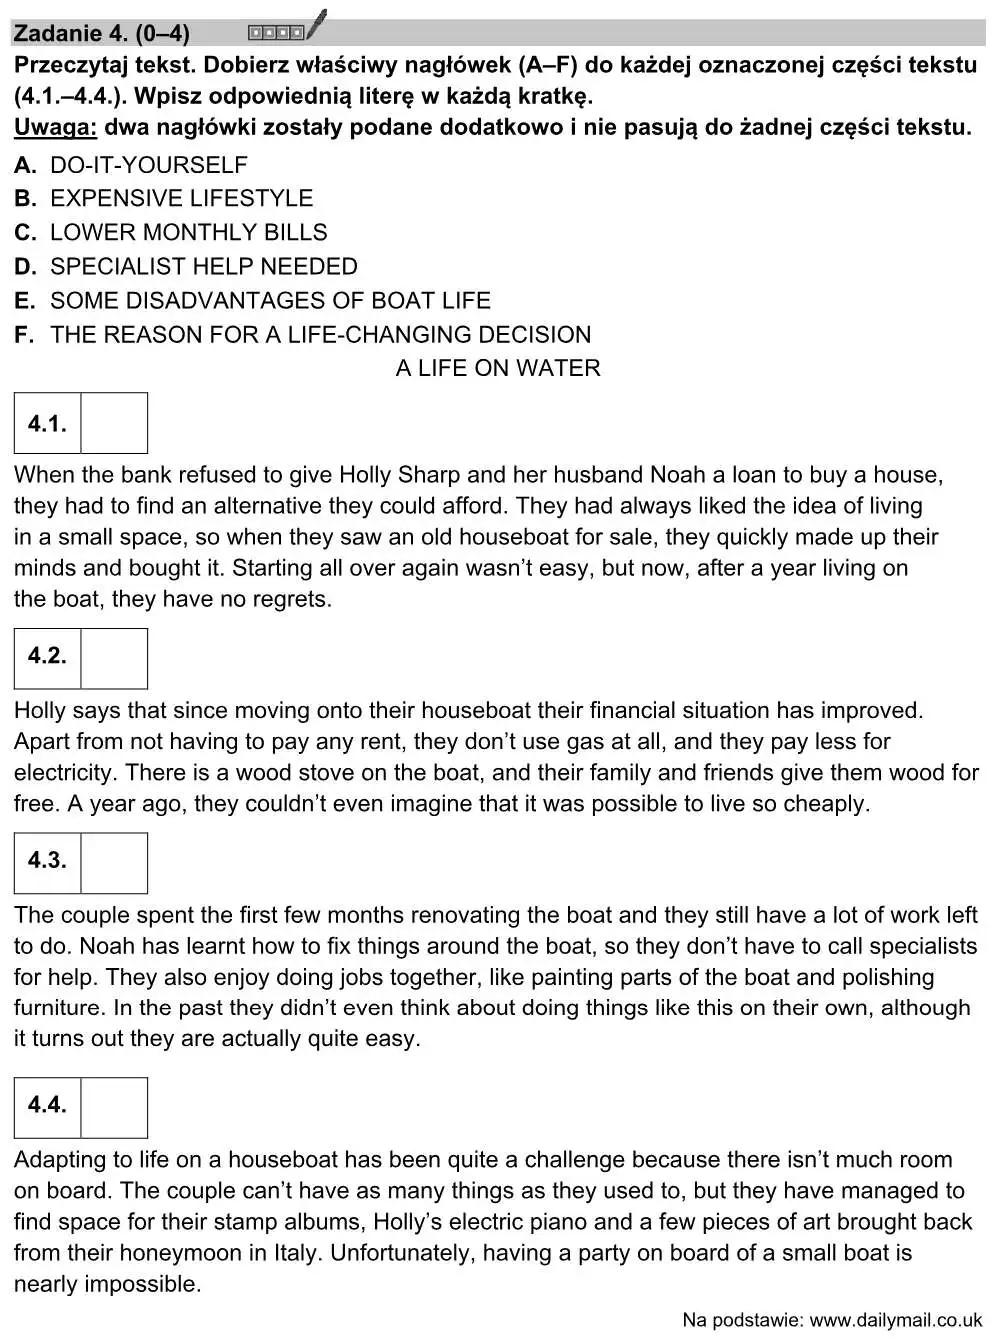 Zadanie 4. (0–4)
Przeczytaj tekst. Dobierz właściwy nagłówek (A–F) do każdej oznaczonej części tekstu
(4.1.–4.4.). Wpisz odpowiednią literę w każdą kratkę.
Uwaga: dwa nagłówki zostały podane dodatkowo i nie pasują do żadnej części tekstu.
A. DO-IT-YOURSELF
B. EXPENSIVE LIFESTYLE
C. LOWER MONTHLY BILLS
D. SPECIALIST HELP NEEDED
E. SOME DISADVANTAGES OF BOAT LIFE
F. THE REASON FOR A LIFE-CHANGING DECISION
A LIFE ON WATER
4.1.
When the bank refused to give Holly Sharp and her husband Noah a loan to buy a house,
they had to find an alternative they could afford. They had always liked the idea of living
in a small space, so when they saw an old houseboat for sale, they quickly made up their
minds and bought it. Starting all over again wasn't easy, but now, after a year living on
the boat, they have no regrets.
4.2.
Holly says that since moving onto their houseboat their financial situation has improved.
Apart from not having to pay any rent, they don't use gas at all, and they pay less for
electricity. There is a wood stove on the boat, and their family and friends give them wood for
free. A year ago, they couldn't even imagine that it was possible to live so cheaply.
4.3.
The couple spent the first few months renovating the boat and they still have a lot of work left
to do. Noah has learnt how to fix things around the boat, so they don't have to call specialists
for help. They also enjoy doing jobs together, like painting parts of the boat and polishing
furniture. In the past they didn't even think about doing things like this on their own, although
it turns out they are actually quite easy.
4.4.
Adapting to life on a houseboat has been quite a challenge because there isn't much room
on board. The couple can't have as many things as they used to, but they have managed to
find space for their stamp albums, Holly's electric piano and a few pieces of art brought back
from their honeymoon in Italy. Unfortunately, having a party on board of a small boat is
nearly impossible.
Na podstawie: www.dailymail.co.uk